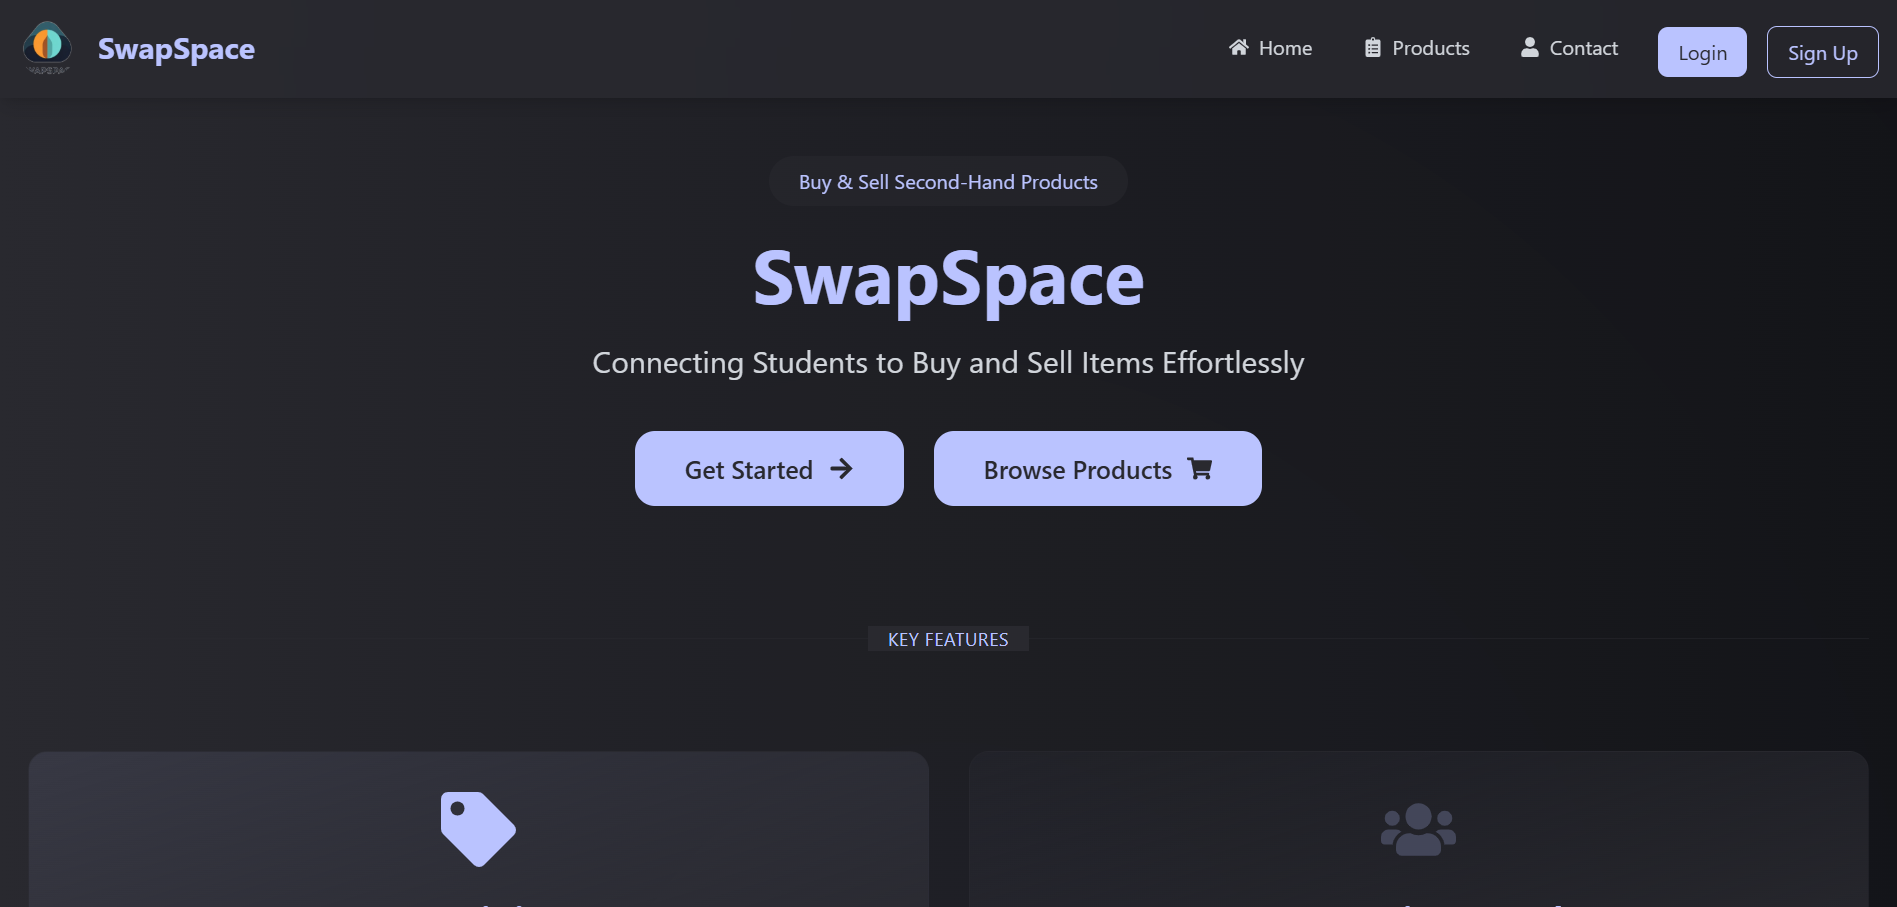 SwapSpace
Home
Products
Contact
Login
Sign Up
Buy & Sell Second-Hand Products
SwapSpace
Connecting Students to Buy and Sell Items Effortlessly
Get Started
Browse Products
KEY FEATURES